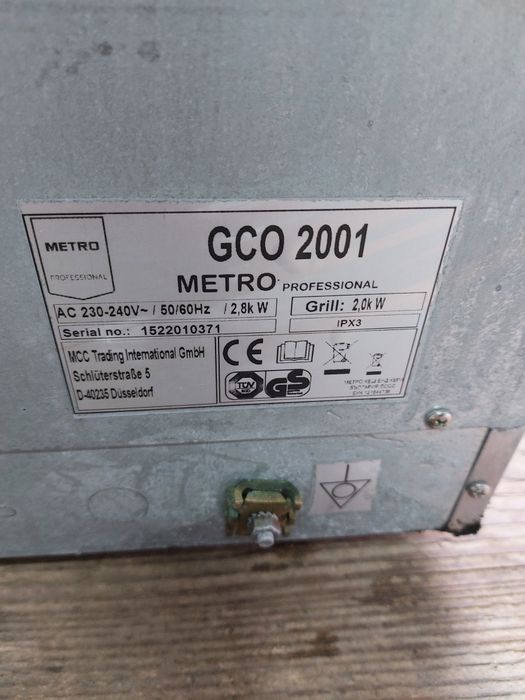 METRO
PROFESSIONAL
GCO 2001
METRO PROFESSIONAL
AC 230-240V~ / 50/60Hz / 2,8k W
Grill: 2,0k W
Serial no.: 1522010371
IPX3
MCC Trading International GmbH
Schlüterstraße 5
D-40235 Düsseldorf
CE
TÜV
GS